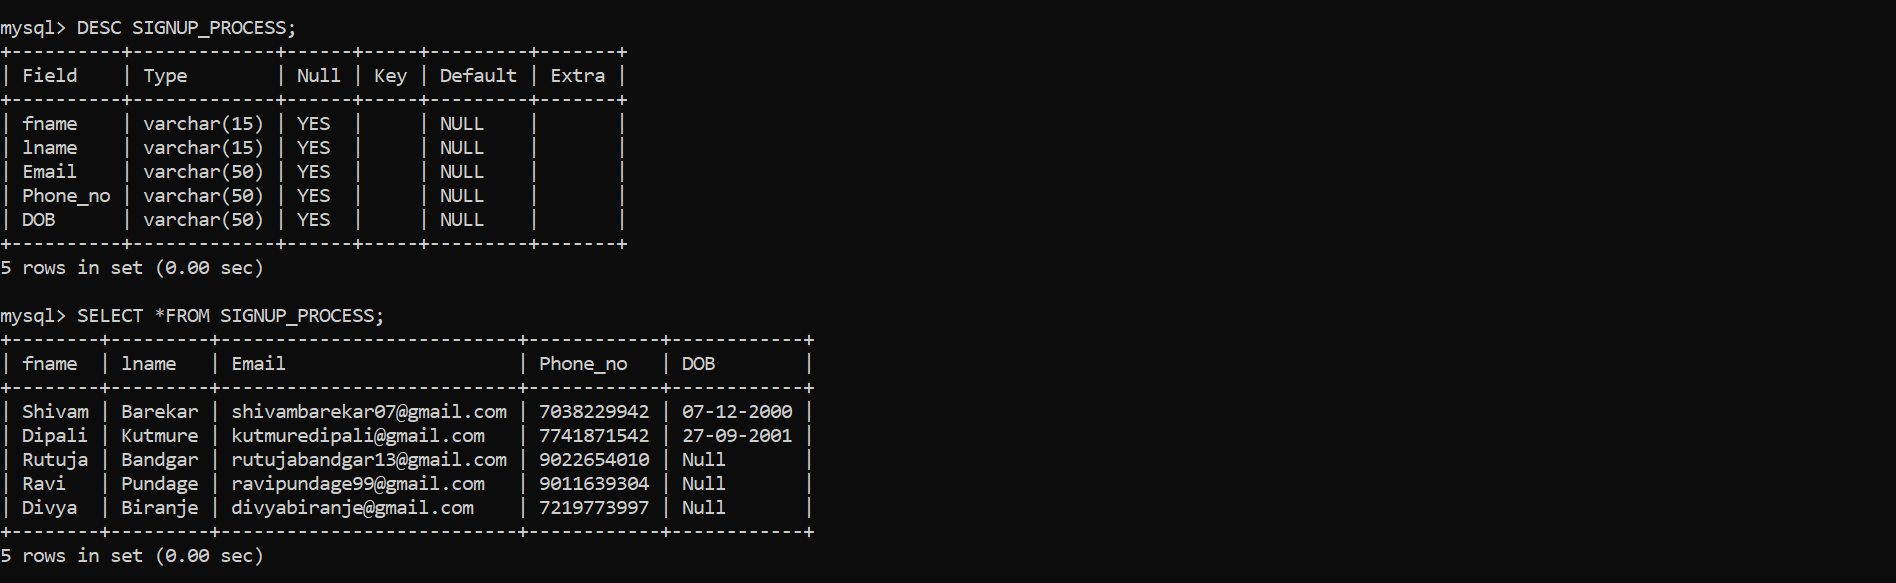 mysql> DESC SIGNUP_PROCESS;
+----------+-------------+------+-----+---------+-------+
| Field    | Type        | Null | Key | Default | Extra |
+----------+-------------+------+-----+---------+-------+
| fname    | varchar(15) | YES  |     | NULL    |       |
| lname    | varchar(15) | YES  |     | NULL    |       |
| Email    | varchar(50) | YES  |     | NULL    |       |
| Phone_no | varchar(50) | YES  |     | NULL    |       |
| DOB      | varchar(50) | YES  |     | NULL    |       |
+----------+-------------+------+-----+---------+-------+
5 rows in set (0.00 sec)

mysql> SELECT *FROM SIGNUP_PROCESS;
+--------+---------+---------------------------+------------+------------+
| fname  | lname   | Email                     | Phone_no   | DOB        |
+--------+---------+---------------------------+------------+------------+
| Shivam | Barekar | shivambarekar07@gmail.com | 7038229942 | 07-12-2000 |
| Dipali | Kutmure | kutmuredipali@gmail.com   | 7741871542 | 27-09-2001 |
| Rutuja | Bandgar | rutujabandgar13@gmail.com | 9022654010 | Null       |
| Ravi   | Pundage | ravipundage99@gmail.com   | 9011639304 | Null       |
| Divya  | Biranje | divyabiranje@gmail.com    | 7219773997 | Null       |
+--------+---------+---------------------------+------------+------------+
5 rows in set (0.00 sec)